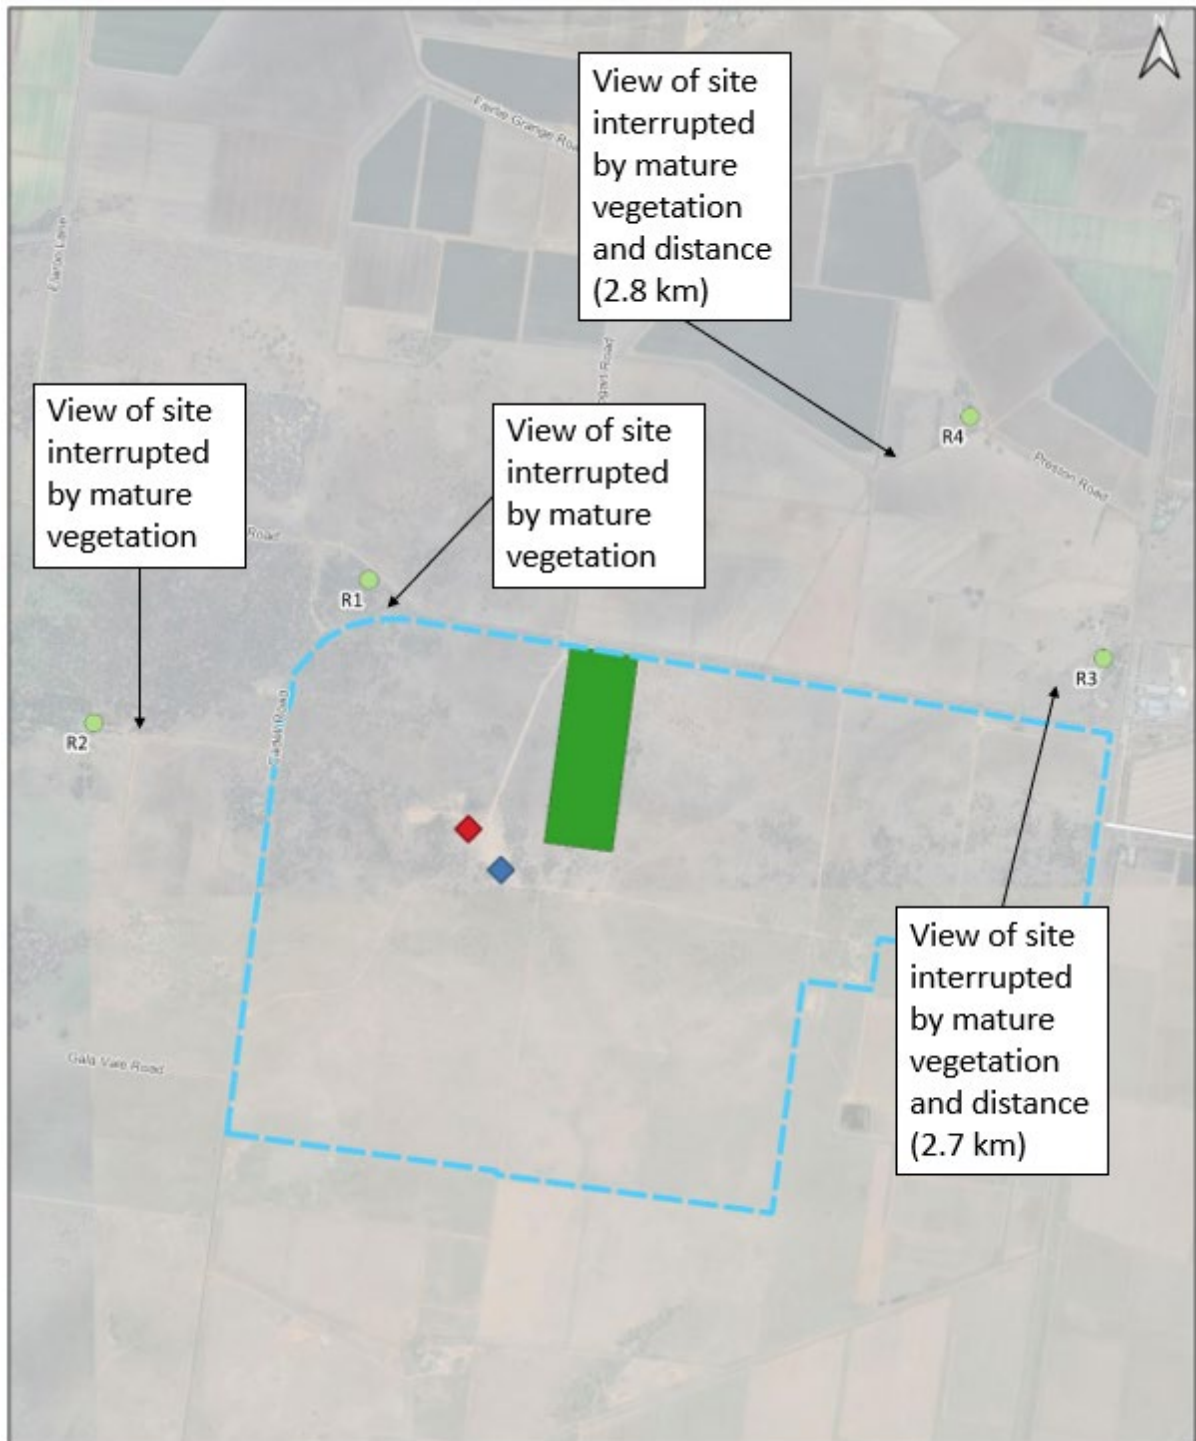 N
View of site
interrupted
by mature
vegetation
and distance
(2.8 km)
View of site
interrupted
by mature
vegetation
View of site
interrupted
by mature
vegetation
R4
Preston Road
Road
R1
R3
R2
Road
Road
View of site
interrupted
by mature
vegetation
and distance
(2.7 km)
Gala Vale Road